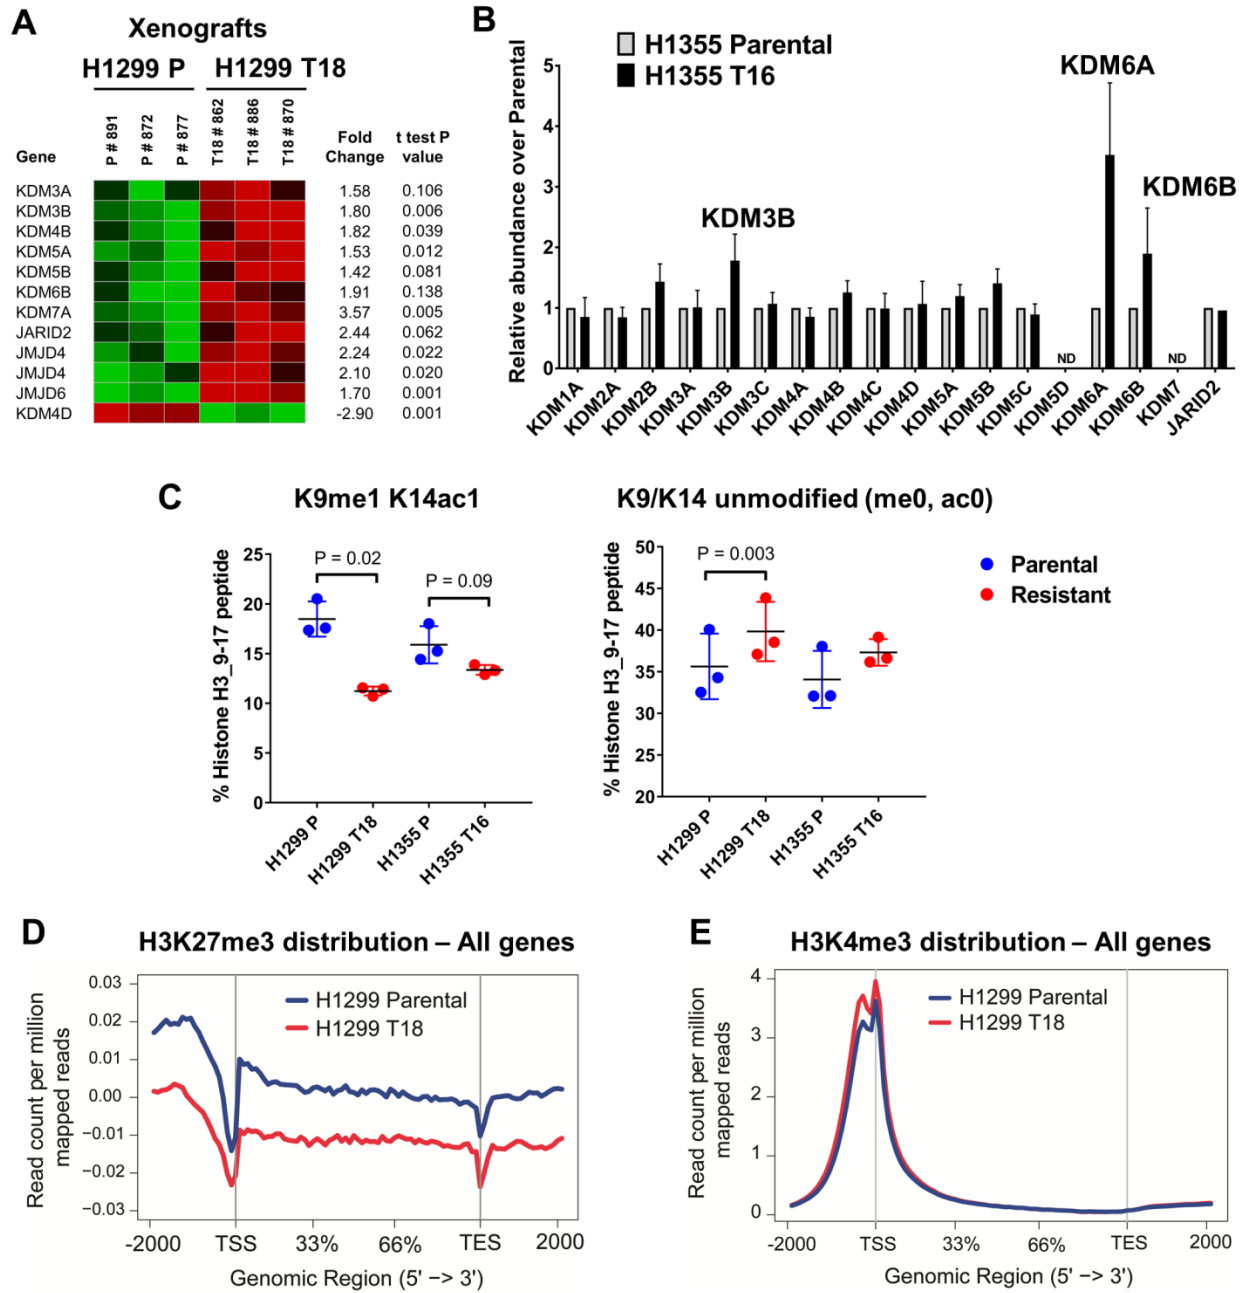 A
Xenografts
H1299 P
H1299 T18
Gene
P # 891
P # 872
P # 877
T18 # 862
T18 # 886
T18 # 870
Fold Change
t test P value
KDM3A 1.58 0.106
KDM3B 1.80 0.006
KDM4B 1.82 0.039
KDM5A 1.53 0.012
KDM5B 1.42 0.081
KDM6B 1.91 0.138
KDM7A 3.57 0.005
JARID2 2.44 0.062
JMJD4 2.24 0.022
JMJD4 2.10 0.020
JMJD6 1.70 0.001
KDM4D -2.90 0.001
B
H1355 Parental
H1355 T16
Relative abundance over Parental
5
4
3
2
1
0
KDM3B
KDM6A
KDM6B
ND
ND
KDM1A
KDM2A
KDM2B
KDM3A
KDM3B
KDM3C
KDM4A
KDM4B
KDM4C
KDM4D
KDM5A
KDM5B
KDM5C
KDM5D
KDM6A
KDM6B
KDM7
JARID2
C
K9me1 K14ac1
% Histone H3_9-17 peptide
25
20
15
10
5
0
P = 0.02
P = 0.09
H1299 P
H1299 T18
H1355 P
H1355 T16
K9/K14 unmodified (me0, ac0)
% Histone H3_9-17 peptide
50
45
40
35
30
25
20
P = 0.003
H1299 P
H1299 T18
H1355 P
H1355 T16
Parental
Resistant
D
H3K27me3 distribution – All genes
Read count per million
mapped reads
0.03
0.02
0.01
0.00
−0.01
−0.02
−0.03
H1299 Parental
H1299 T18
-2000 TSS 33% 66% TES 2000
Genomic Region (5' −> 3')
E
H3K4me3 distribution – All genes
Read count per million
mapped reads
4
3
2
1
0
H1299 Parental
H1299 T18
-2000 TSS 33% 66% TES 2000
Genomic Region (5' −> 3')